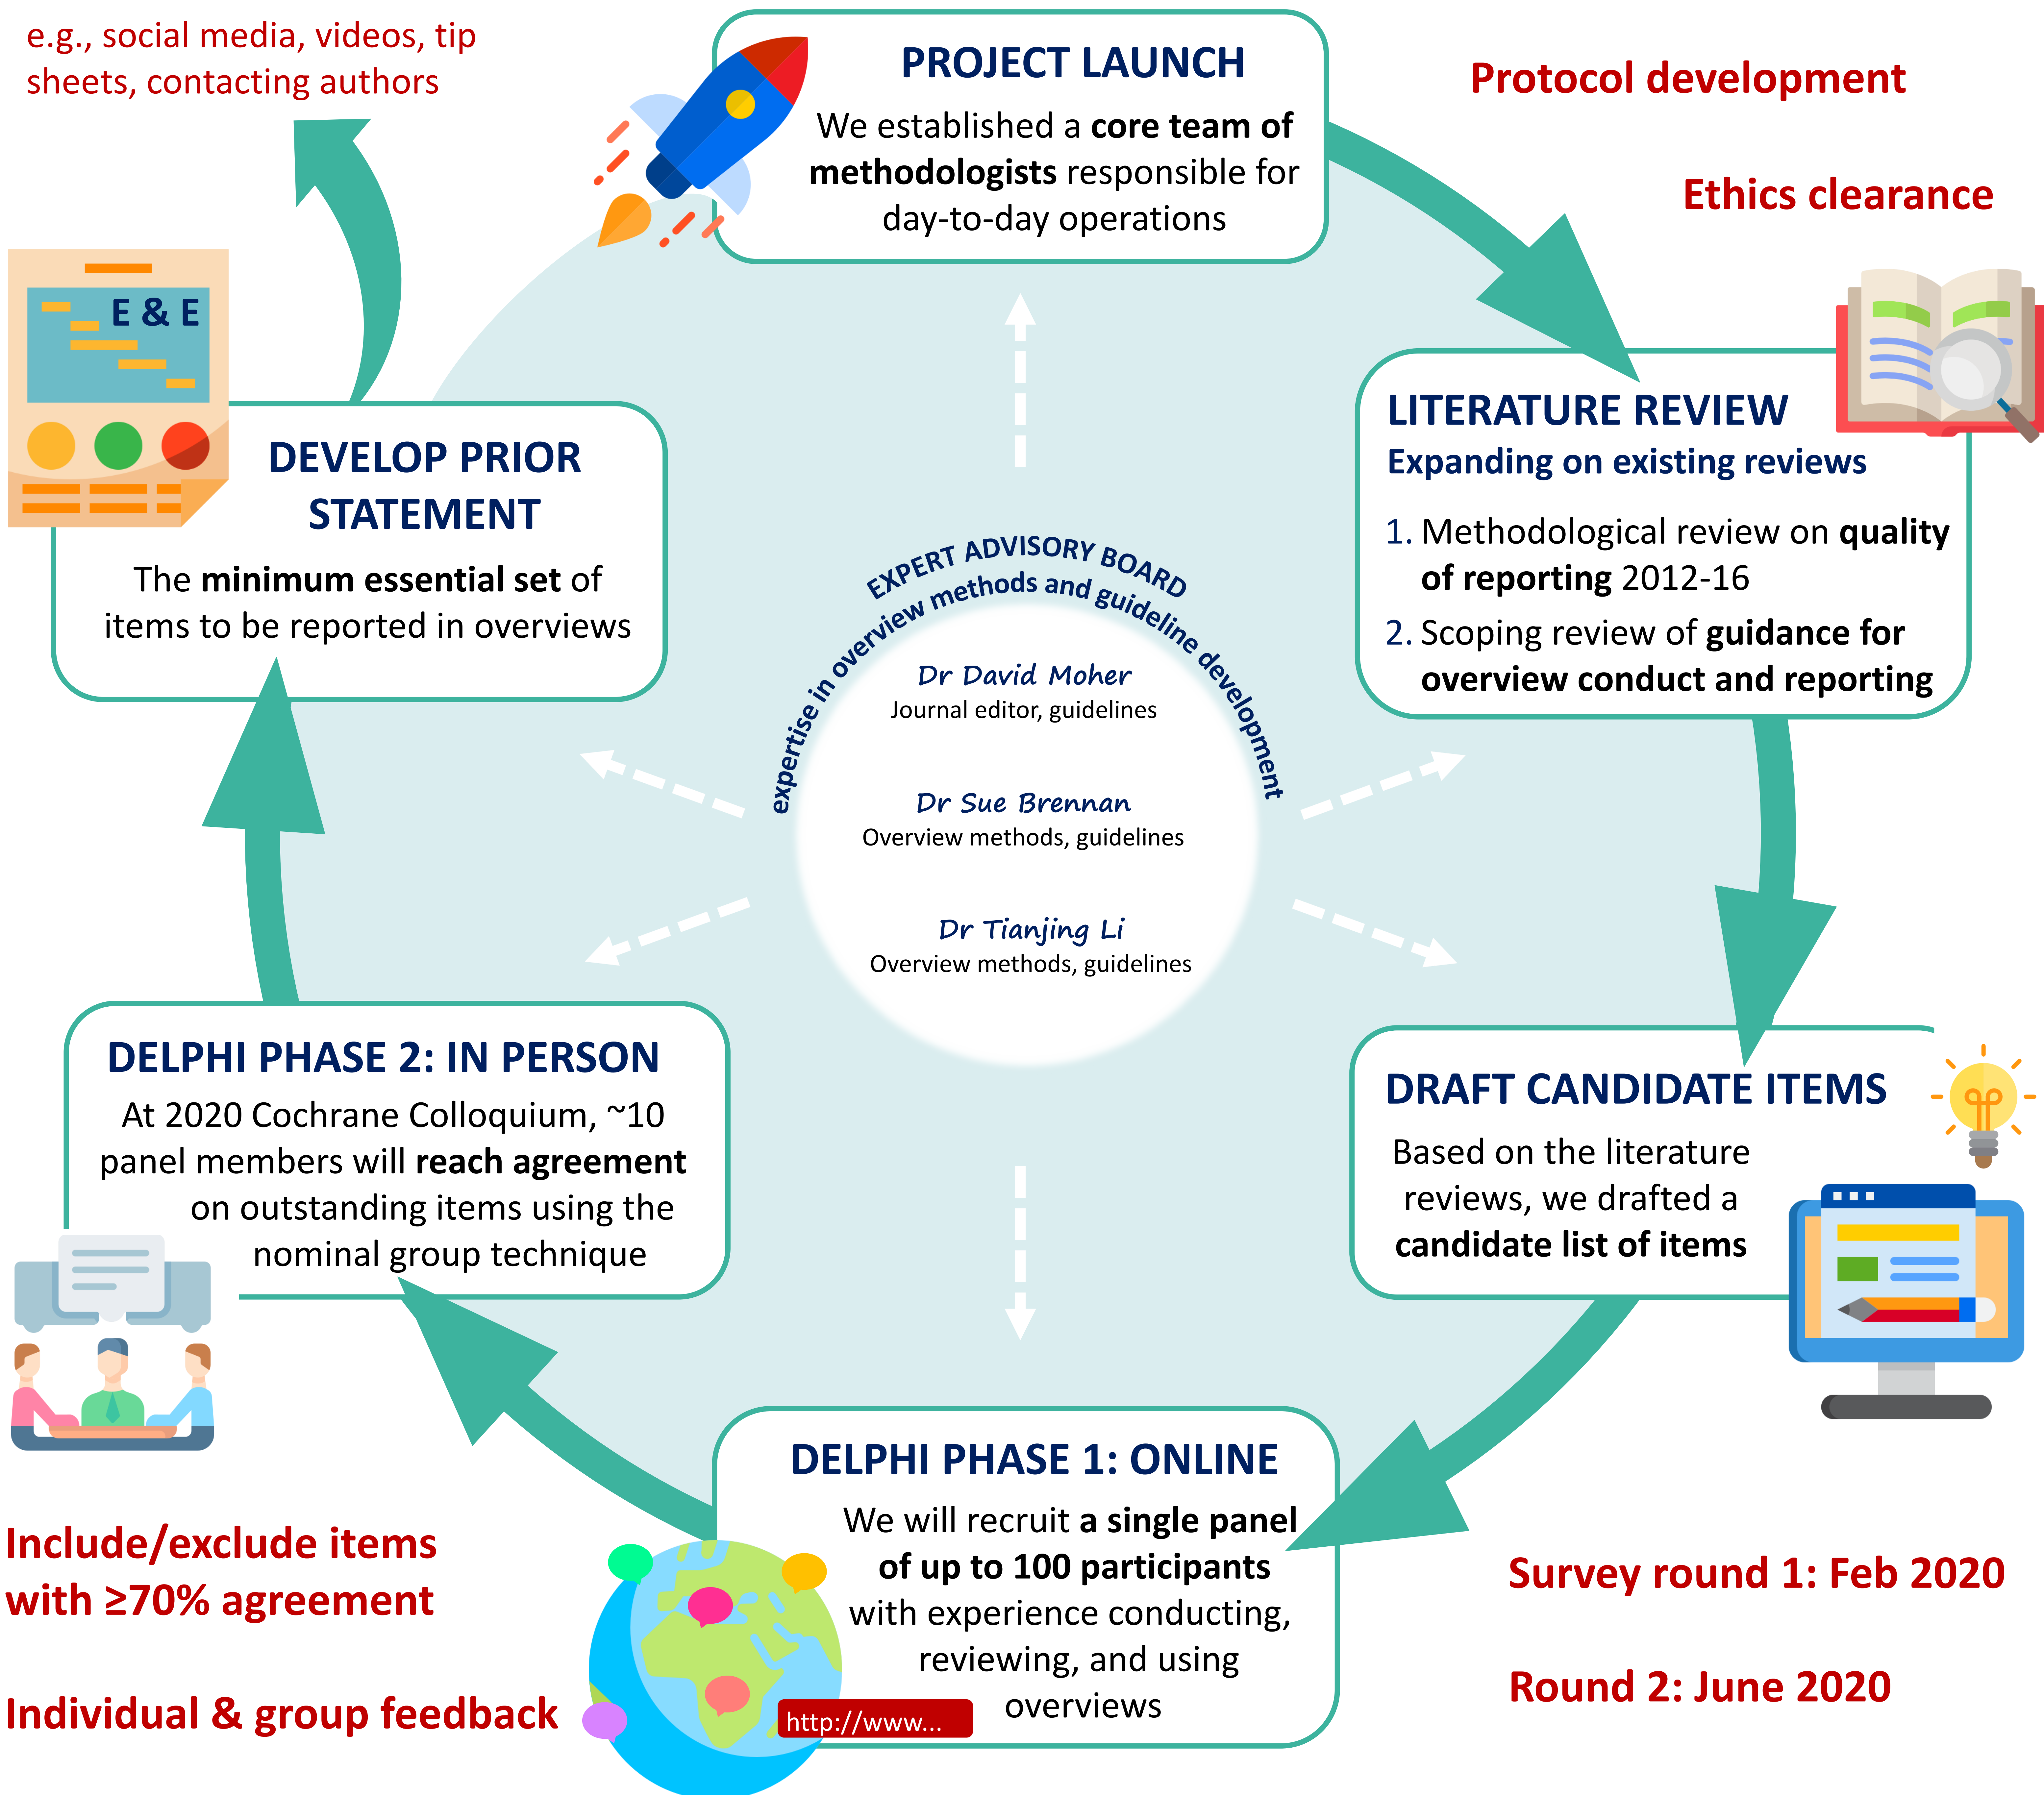 e.g., social media, videos, tip
sheets, contacting authors
PROJECT LAUNCH
We established a core team of
methodologists responsible for
day-to-day operations
Protocol development
Ethics clearance
LITERATURE REVIEW
Expanding on existing reviews
1. Methodological review on quality
of reporting 2012-16
2. Scoping review of guidance for
overview conduct and reporting
E & E
DEVELOP PRIOR
STATEMENT
The minimum essential set of
items to be reported in overviews
EXPERT ADVISORY BOARD
expertise in overview methods and guideline development
Dr David Moher
Journal editor, guidelines
Dr Sue Brennan
Overview methods, guidelines
Dr Tianjing Li
Overview methods, guidelines
DRAFT CANDIDATE ITEMS
Based on the literature
reviews, we drafted a
candidate list of items
DELPHI PHASE 2: IN PERSON
At 2020 Cochrane Colloquium, ~10
panel members will reach agreement
on outstanding items using the
nominal group technique
DELPHI PHASE 1: ONLINE
We will recruit a single panel
of up to 100 participants
with experience conducting,
reviewing, and using
overviews
http://www...
Include/exclude items
with ≥70% agreement
Individual & group feedback
Survey round 1: Feb 2020
Round 2: June 2020